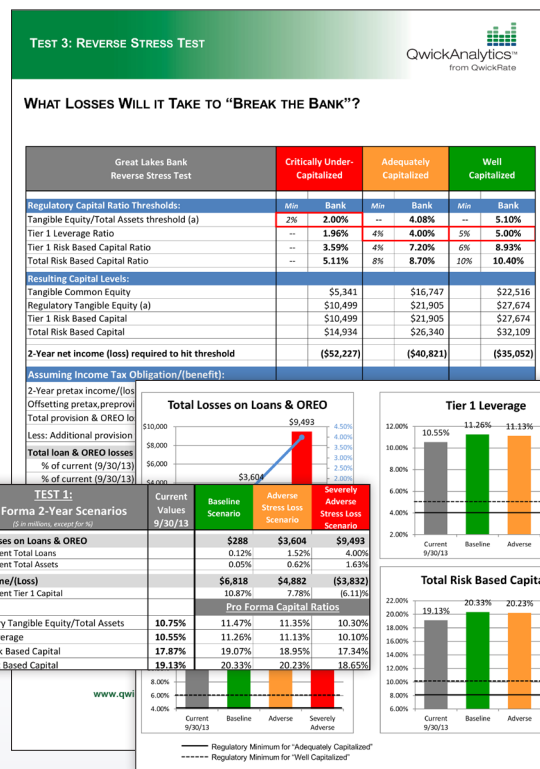 TEST 3: REVERSE STRESS TEST
QwickAnalytics℠
from QwickRate
WHAT LOSSES WILL IT TAKE TO “BREAK THE BANK”?
Great Lakes Bank Reverse Stress Test | Critically Under-Capitalized | Adequately Capitalized | Well Capitalized
Regulatory Capital Ratio Thresholds: Min Bank Min Bank Min Bank
Tangible Equity/Total Assets threshold (a) 2% 2.00% -- 4.08% -- 5.10%
Tier 1 Leverage Ratio -- 1.96% 4% 4.00% 5% 5.00%
Tier 1 Risk Based Capital Ratio -- 3.59% 4% 7.20% 6% 8.93%
Total Risk Based Capital Ratio -- 5.11% 8% 8.70% 10% 10.40%
Resulting Capital Levels:
Tangible Common Equity $5,341 $16,747 $22,516
Regulatory Tangible Equity (a) $10,499 $21,905 $27,674
Tier 1 Risk Based Capital $10,499 $21,905 $27,674
Total Risk Based Capital $14,934 $26,340 $32,109
2-Year net income (loss) required to hit threshold ($52,227) ($40,821) ($35,052)
Assuming Income Tax Obligation/(benefit):
2-Year pretax income/(los
Offsetting pretax,preprovi
Total provision & OREO lo
Less: Additional provision
Total loan & OREO losses
% of current (9/30/13)
% of current (9/30/13)
Total Losses on Loans & OREO
$10,000
$8,000
$6,000
$9,493
$3,604
4.50%
4.00%
3.50%
3.00%
2.50%
2.00%
Tier 1 Leverage
12.00%
10.00%
8.00%
6.00%
4.00%
2.00%
10.55% 11.26% 11.13%
Current 9/30/13
Baseline
Adverse
TEST 1:
Forma 2-Year Scenarios
($ in millions, except for %)
Current Values 9/30/13
Baseline Scenario
Adverse Stress Loss Scenario
Severely Adverse Stress Loss Scenario
ses on Loans & OREO $288 $3,604 $9,493
ent Total Loans 0.12% 1.52% 4.00%
ent Total Assets 0.05% 0.62% 1.63%
me/(Loss) $6,818 $4,882 ($3,832)
ent Tier 1 Capital 10.87% 7.78% (6.11)%
Pro Forma Capital Ratios
ry Tangible Equity/Total Assets 10.75% 11.47% 11.35% 10.30%
erage 10.55% 11.26% 11.13% 10.10%
k Based Capital 17.87% 19.07% 18.95% 17.34%
Based Capital 19.13% 20.33% 20.23% 18.65%
Total Risk Based Capita
22.00%
20.00%
18.00%
16.00%
14.00%
12.00%
10.00%
8.00%
6.00%
19.13% 20.33% 20.23%
Current 9/30/13
Baseline
Adverse
www.qwi
8.00%
6.00%
4.00%
Current 9/30/13
Baseline
Adverse
Severely Adverse
Regulatory Minimum for “Adequately Capitalized”
Regulatory Minimum for “Well Capitalized”